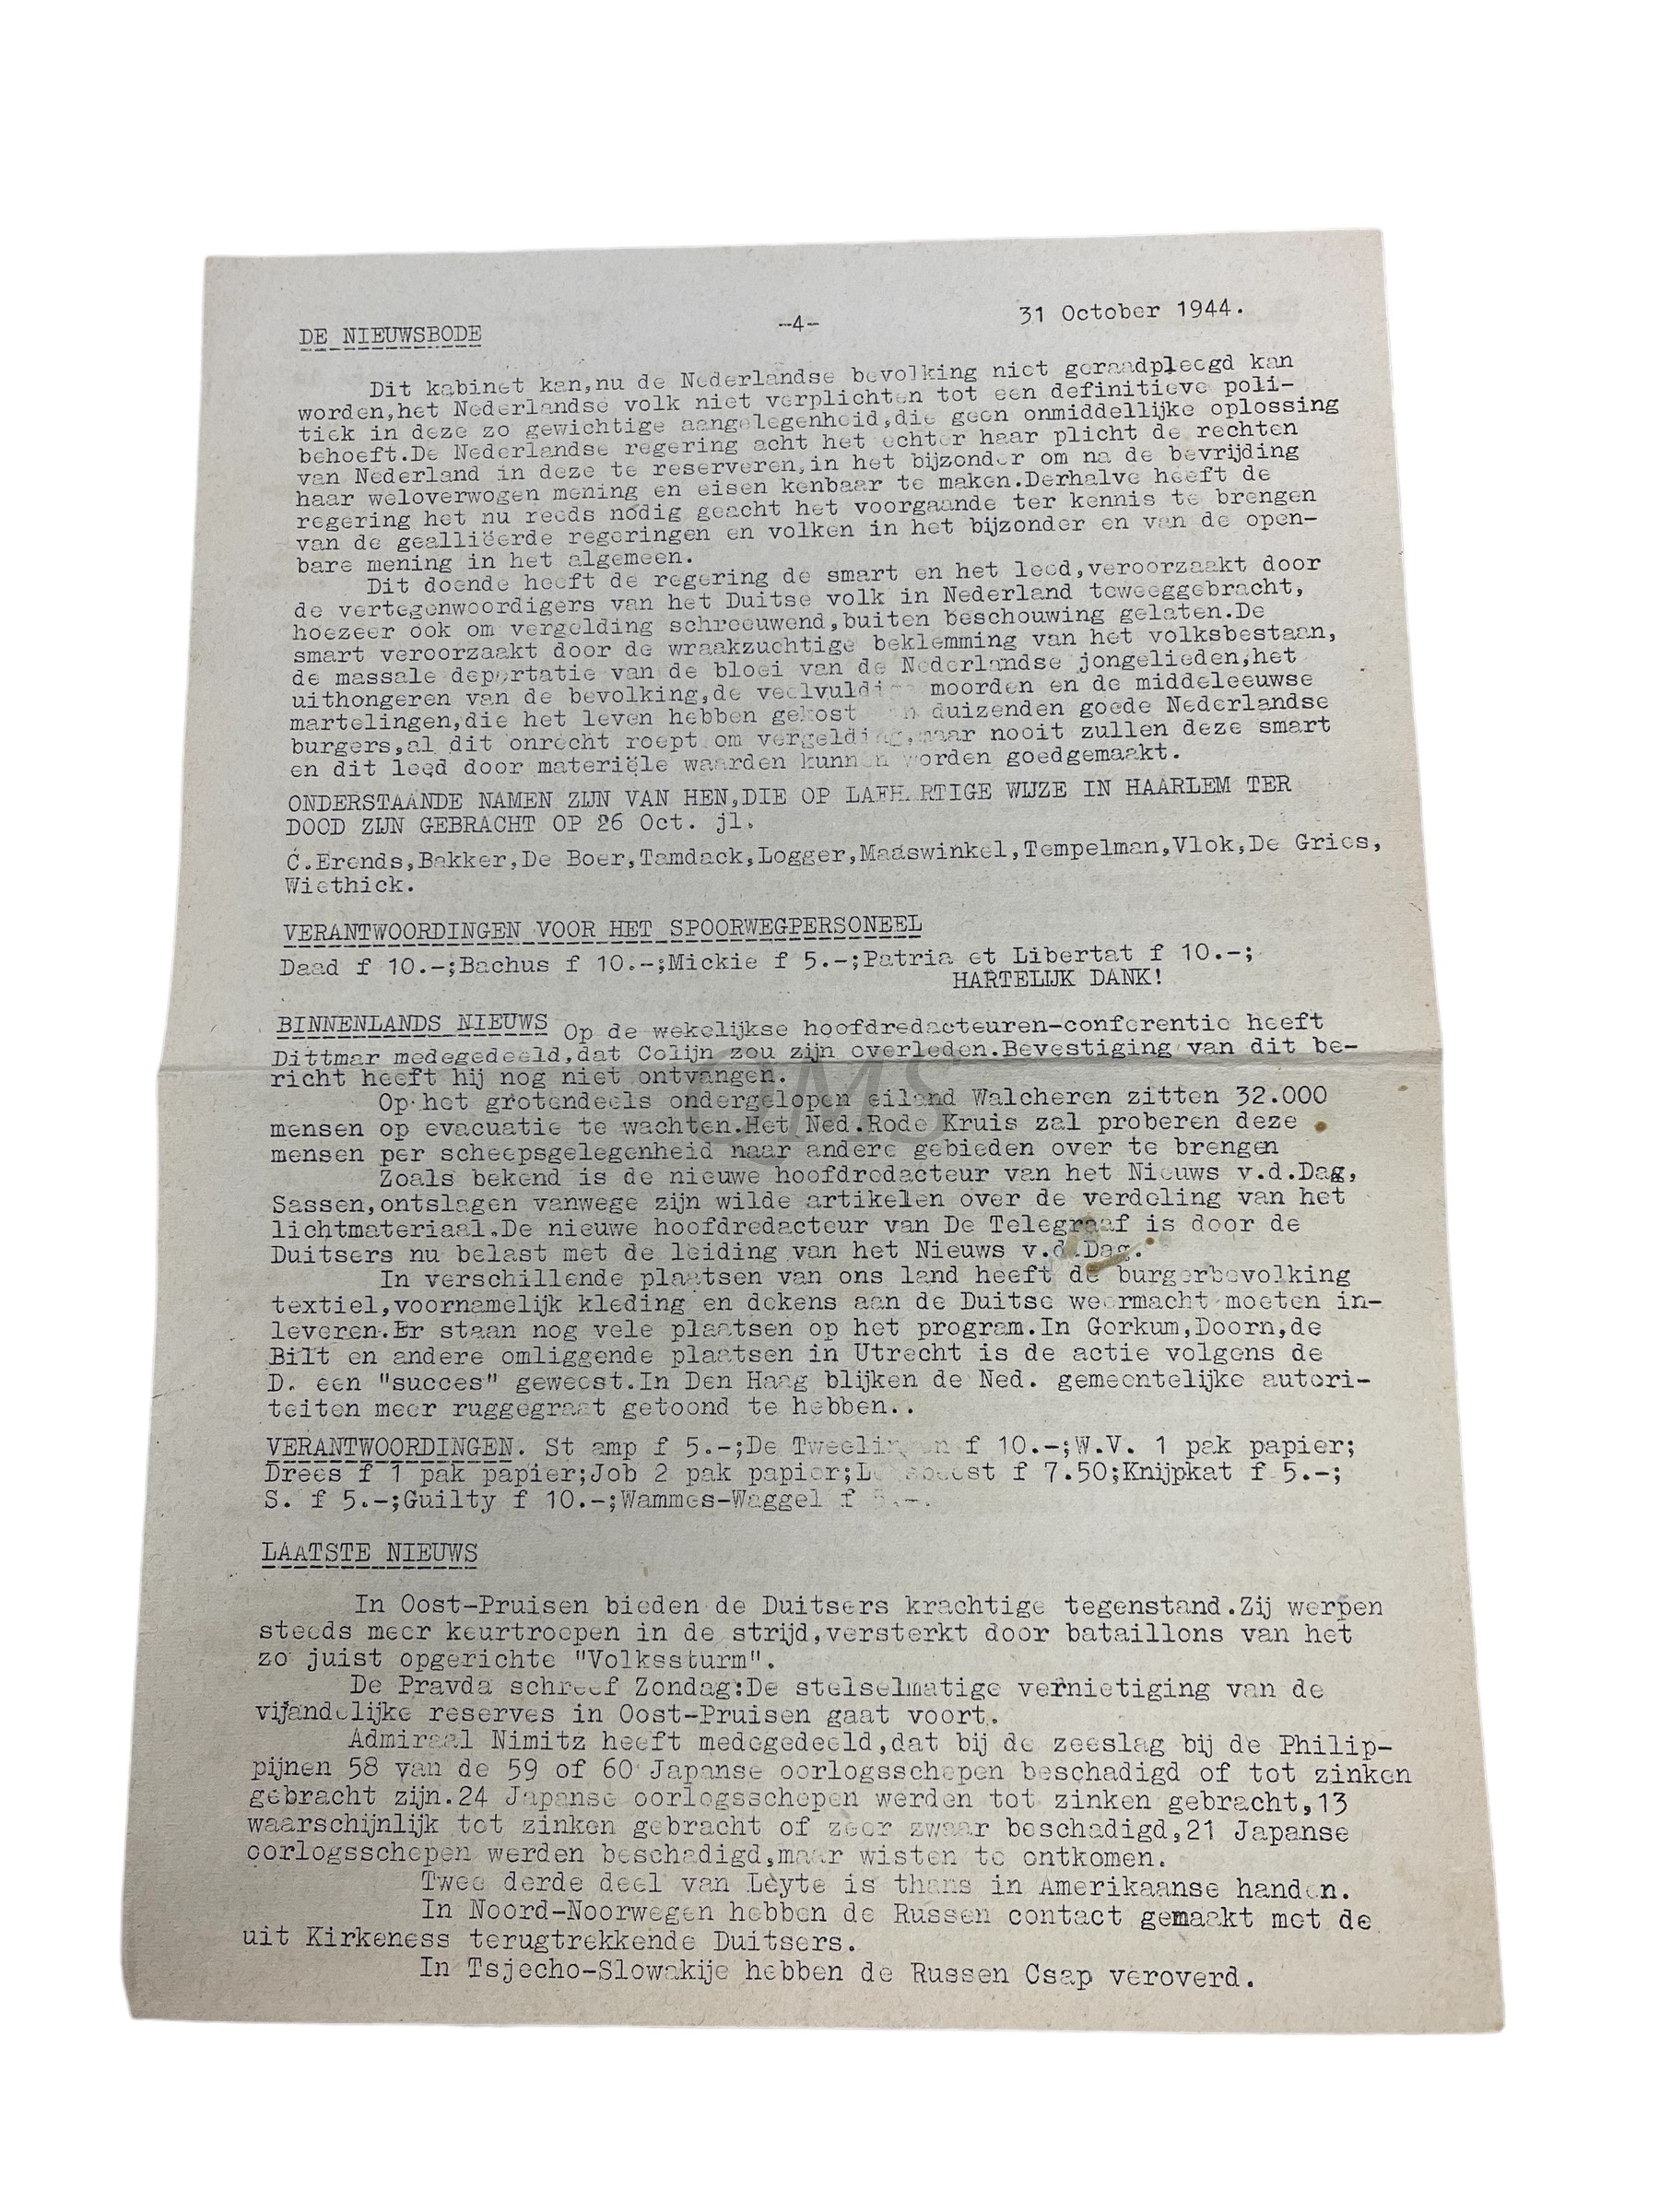 DE NIEUWSBODE -4- 31 October 1944.
Dit kabinet kan,nu de Nederlandse bevolking niet geraadpleegd kan
worden,het Nederlandse volk niet verplichten tot een definitieve poli-
tiek in deze zo gewichtige aangelegenheid,die geen onmiddellijke oplossing
behoeft.De Nederlandse regering acht het echter haar plicht de rechten
van Nederland in deze te reserveren,in het bijzonder om na de bevrijding
haar weloverwogen mening en eisen kenbaar te maken.Derhalve heeft de
regering het nu reeds nodig geacht het voorgaande ter kennis te brengen
van de geallieerde regeringen en volken in het bijzonder en van de open-
bare mening in het algemeen.
Dit doende heeft de regering de smart en het leed,veroorzaakt door
de vertegenwoordigers van het Duitse volk in Nederland teweeggebracht,
hoezeer ook om vergelding schreeuwend,buiten beschouwing gelaten.De
smart veroorzaakt door de wraakzuchtige beklemming van het volksbestaan,
de massale deportatie van de bloei van de Nederlandse jongelieden,het
uithongeren van de bevolking,de veelvuldige moorden en de middeleeuwse
martelingen,die het leven hebben gekost aan duizenden goede Nederlandse
burgers,al dit onrecht roept om vergelding,maar nooit zullen deze smart
en dit leed door materiële waarden kunnen worden goedgemaakt.
ONDERSTAANDE NAMEN ZIJN VAN HEN,DIE OP LAFHARTIGE WIJZE IN HAARLEM TER
DOOD ZIJN GEBRACHT OP 26 Oct. jl.
C.Erends,Bakker,De Boer,Tamdack,Logger,Maaswinkel,Tempelman,Vlok,De Gries,
Wiethick.
VERANTWOORDINGEN VOOR HET SPOORWEGPERSONEEL
Daad f 10.-;Bachus f 10.-;Mickie f 5.-;Patria et Libertat f 10.-;
HARTELIJK DANK!
BINNENLANDS NIEUWS Op de wekelijkse hoofdredacteuren-conferentie heeft
Dittmar medegedeeld,dat Colijn zou zijn overleden.Bevestiging van dit be-
richt heeft hij nog niet ontvangen.
Op het grotendeels ondergelopen eiland Walcheren zitten 32.000
mensen op evacuatie te wachten.Het Ned.Rode Kruis zal proberen deze
mensen per scheepsgelegenheid naar andere gebieden over te brengen
Zoals bekend is de nieuwe hoofdredacteur van het Nieuws v.d.Dag,
Sassen,ontslagen vanwege zijn wilde artikelen over de verdeling van het
lichtmateriaal.De nieuwe hoofdredacteur van De Telegraaf is door de
Duitsers nu belast met de leiding van het Nieuws v.d.Dag.
In verschillende plaatsen van ons land heeft de burgerbevolking
textiel,voornamelijk kleding en dekens aan de Duitse weermacht moeten in-
leveren.Er staan nog vele plaatsen op het program.In Gorkum,Doorn,de
Bilt en andere omliggende plaatsen in Utrecht is de actie volgens de
D. een "succes" geweest.In Den Haag blijken de Ned. gemeentelijke autori-
teiten meer ruggegraat getoond te hebben..
VERANTWOORDINGEN. St amp f 5.-;De Tweelingen f 10.-;W.V. 1 pak papier;
Drees f 1 pak papier;Job 2 pak papier; f 7.50;Knijpkat f 5.-;
S. f 5.-;Guilty f 10.-;Wammes-Waggel f 5.-.
LAATSTE NIEUWS
In Oost-Pruisen bieden de Duitsers krachtige tegenstand.Zij werpen
steeds meer keurtroepen in de strijd,versterkt door bataillons van het
zo juist opgerichte "Volkssturm".
De Pravda schreef Zondag:De stelselmatige vernietiging van de
vijandelijke reserves in Oost-Pruisen gaat voort.
Admiraal Nimitz heeft medegedeeld,dat bij de zeeslag bij de Philip-
pijnen 58 van de 59 of 60 Japanse oorlogsschepen beschadigd of tot zinken
gebracht zijn.24 Japanse oorlogsschepen werden tot zinken gebracht,13
waarschijnlijk tot zinken gebracht of zeer zwaar beschadigd,21 Japanse
oorlogsschepen werden beschadigd,maar wisten te ontkomen.
Twee derde deel van Leyte is thans in Amerikaanse handen.
In Noord-Noorwegen hebben de Russen contact gemaakt met de
uit Kirkeness terugtrekkende Duitsers.
In Tsjecho-Slowakije hebben de Russen Csap veroverd.